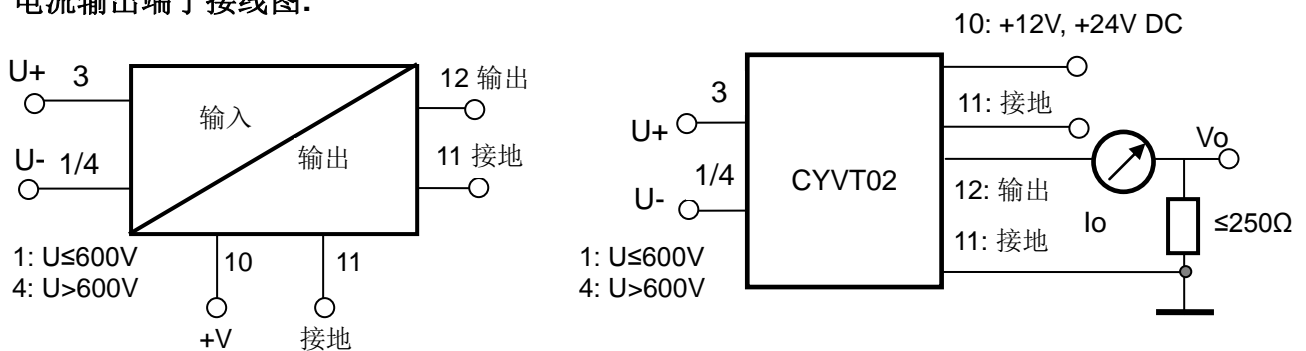 电流输出端子接线图:
U+ 3
输入
输出
12 输出
U- 1/4
11 接地
1: U≤600V
4: U>600V
10
11
+V
接地
10: +12V, +24V DC
3
11: 接地
U+
Vo
1/4
CYVT02
U-
12: 输出
Io
≤250Ω
11: 接地
1: U≤600V
4: U>600V